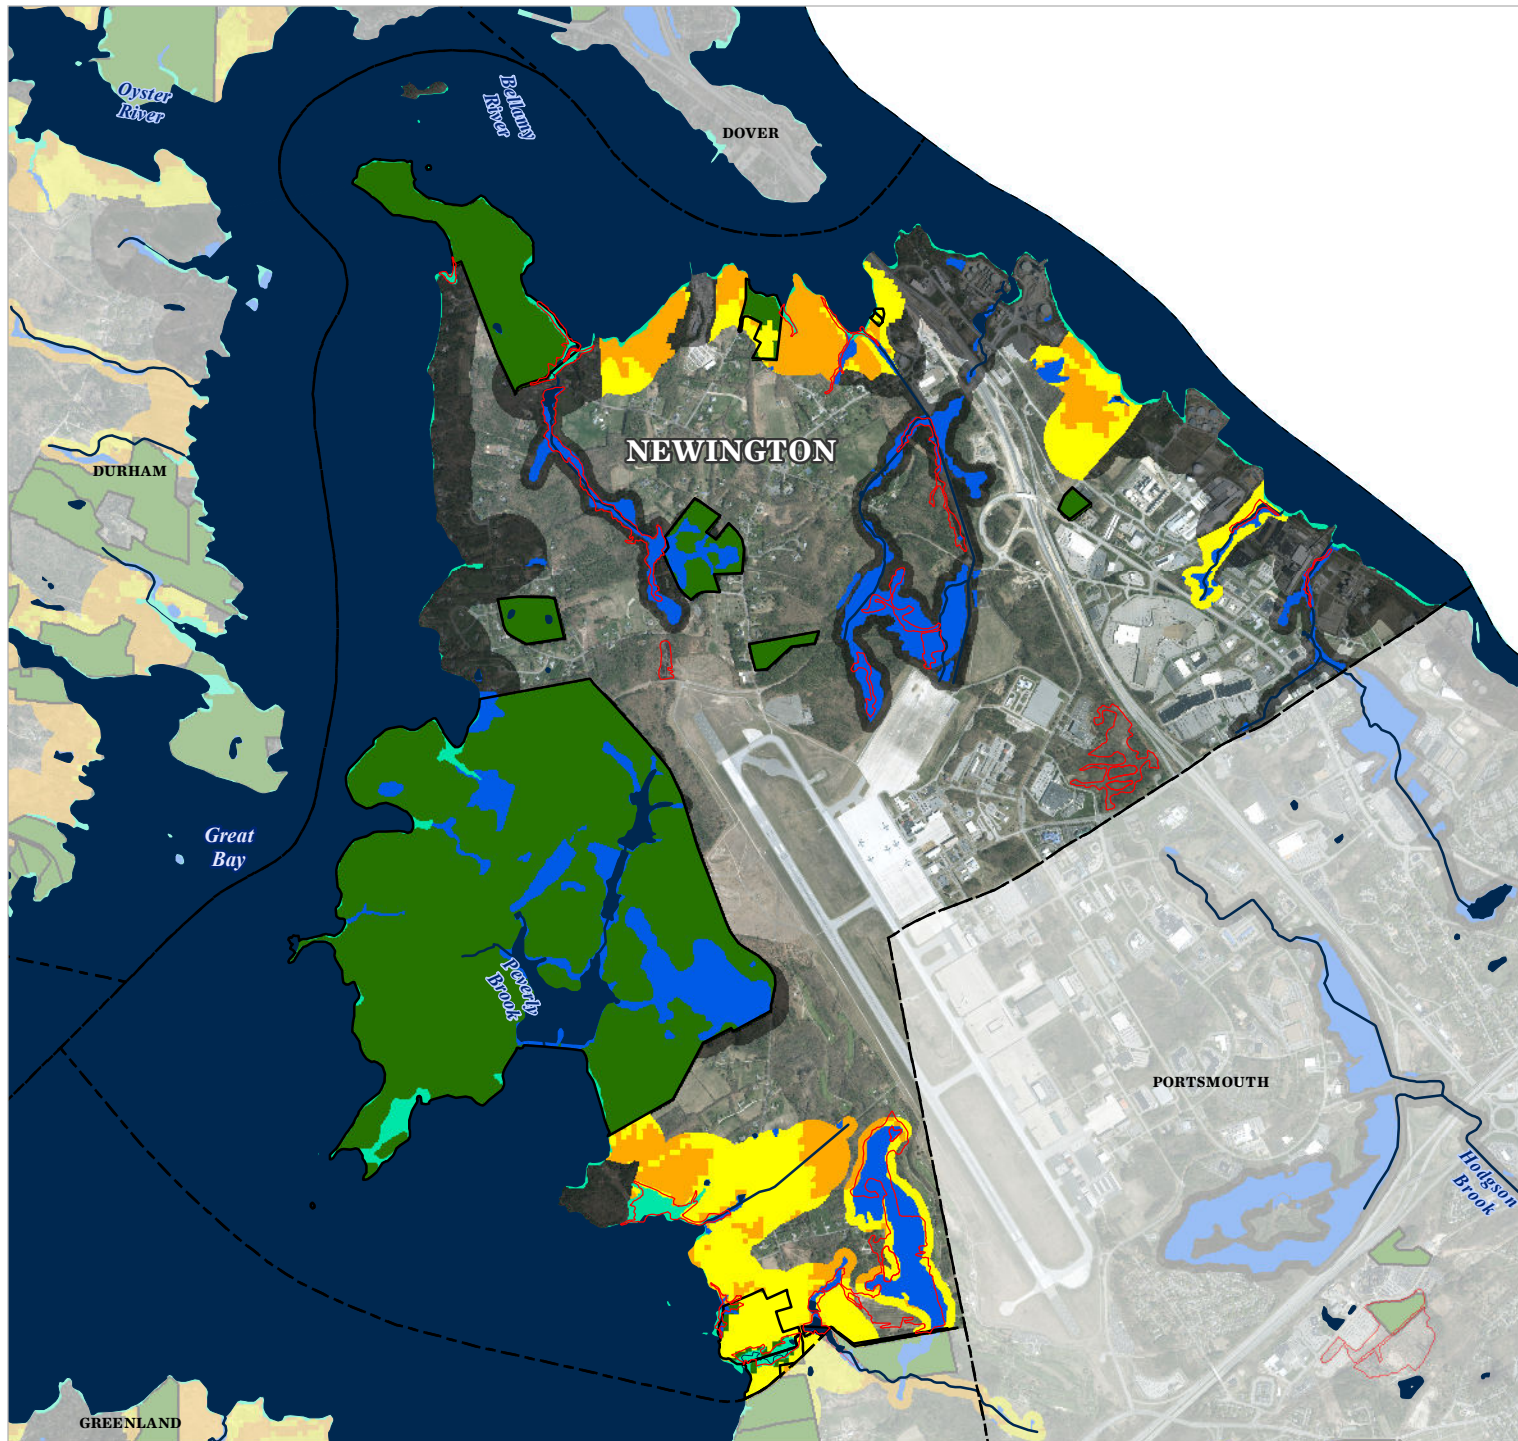 Oyster
River
Bellamy
River
DOVER
NEWINGTON
DURHAM
Great
Bay
Peverly
Brook
PORTSMOUTH
Hodgson
Brook
GREENLAND